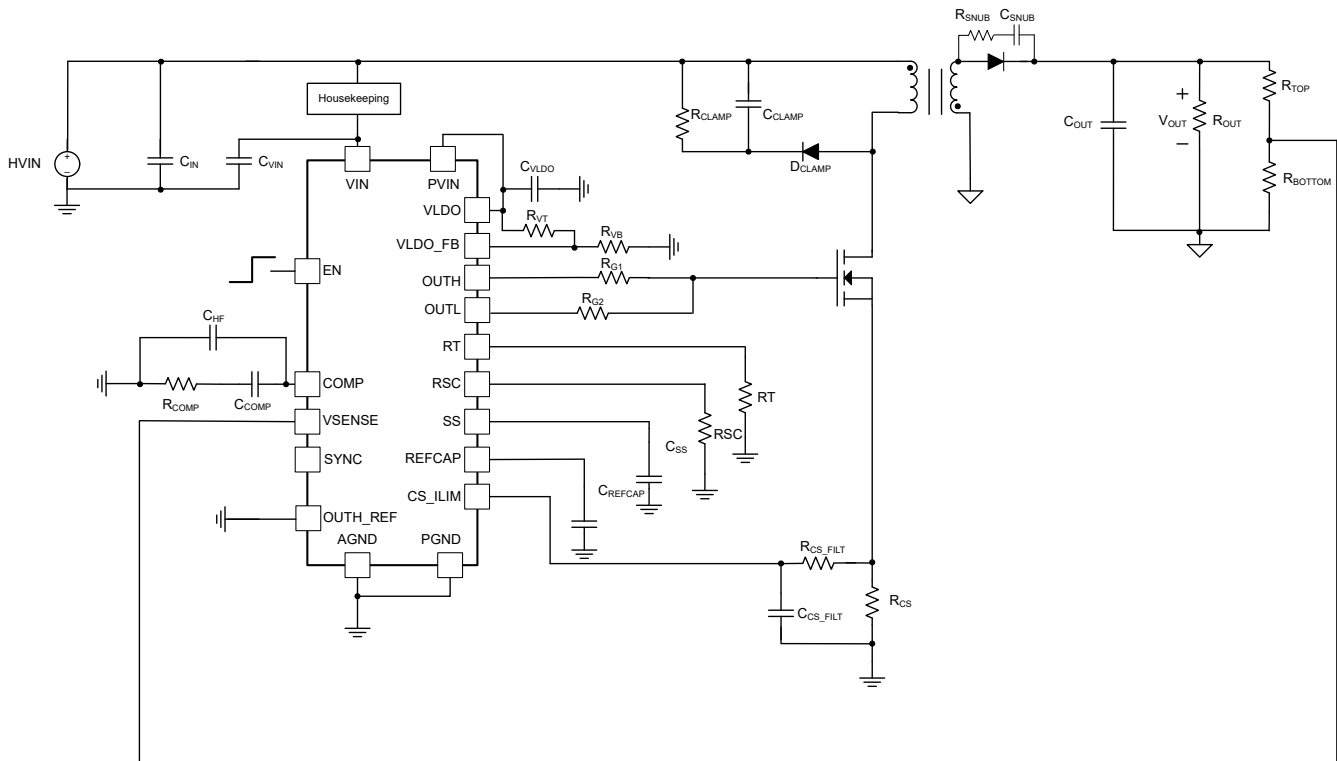 RSNUB
CSNUB
Housekeeping
HVIN
+
−
CIN
CVIN
RCLAMP
CCLAMP
DCLAMP
COUT
+
VOUT
−
ROUT
RTOP
RBOTTOM
VIN
PVIN
CVLDO
VLDO
RVT
VLDO_FB
RVB
EN
OUTH
RG1
OUTL
RG2
CHF
RT
COMP
RSC
RT
RCOMP
CCOMP
VSENSE
SS
CSS
RSC
SYNC
REFCAP
CREFCAP
CS_ILIM
OUTH_REF
AGND
PGND
RCS_FILT
CCS_FILT
RCS